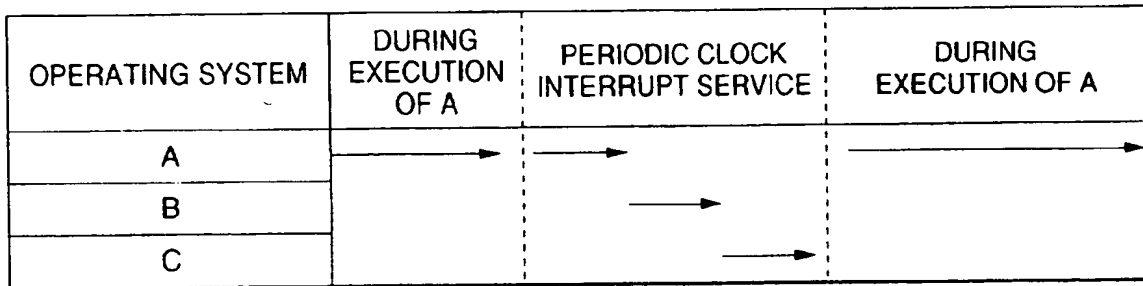 OPERATING SYSTEM
DURING
EXECUTION
OF A
PERIODIC CLOCK
INTERRUPT SERVICE
DURING
EXECUTION OF A
A
B
C